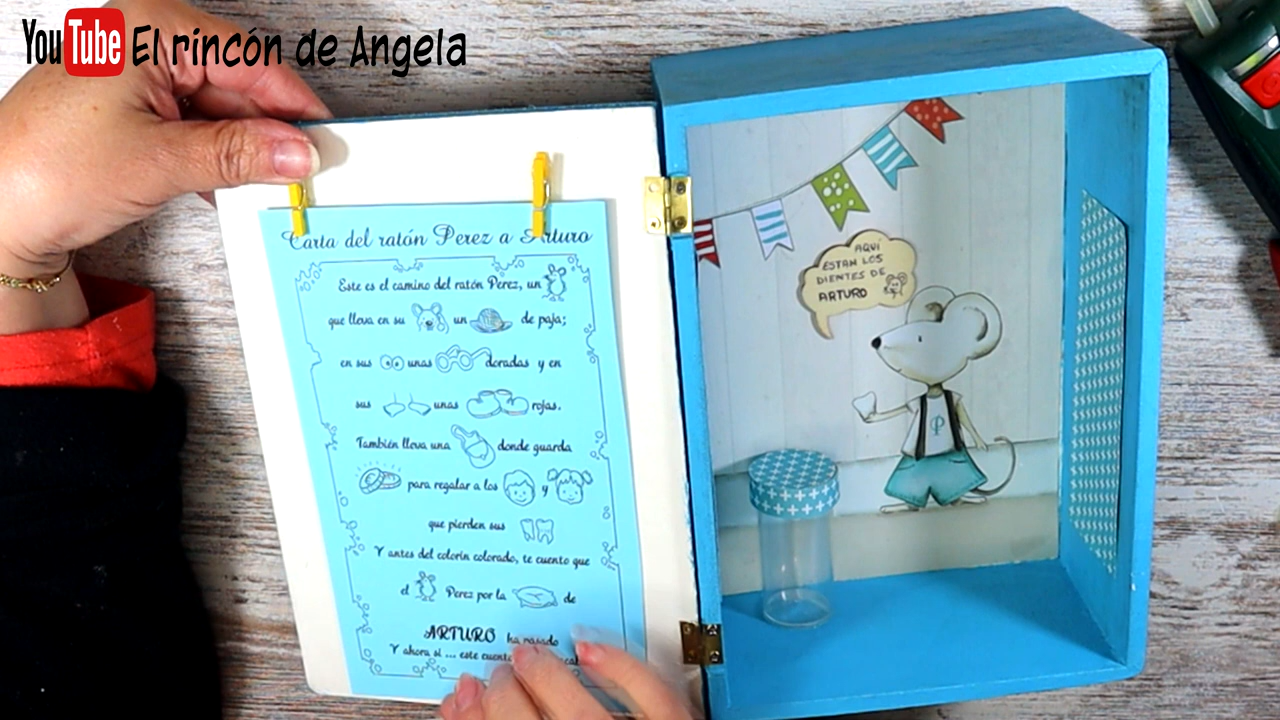 YouTube El rincón de Angela
Carta del ratón Perez a Arturo
Este es el camino del ratón Perez, un
que lleva en su un de paja;
en sus unas doradas y en
sus unas rojas.
También lleva una donde guarda
para regalar a los y
que pierden sus
Y antes del colorín colorado, te cuento que
el Perez por la de
ARTURO ha pasado
Y ahora si ... este cuento
AQUÍ
ESTAN LOS
DIENTES DE
ARTURO
P